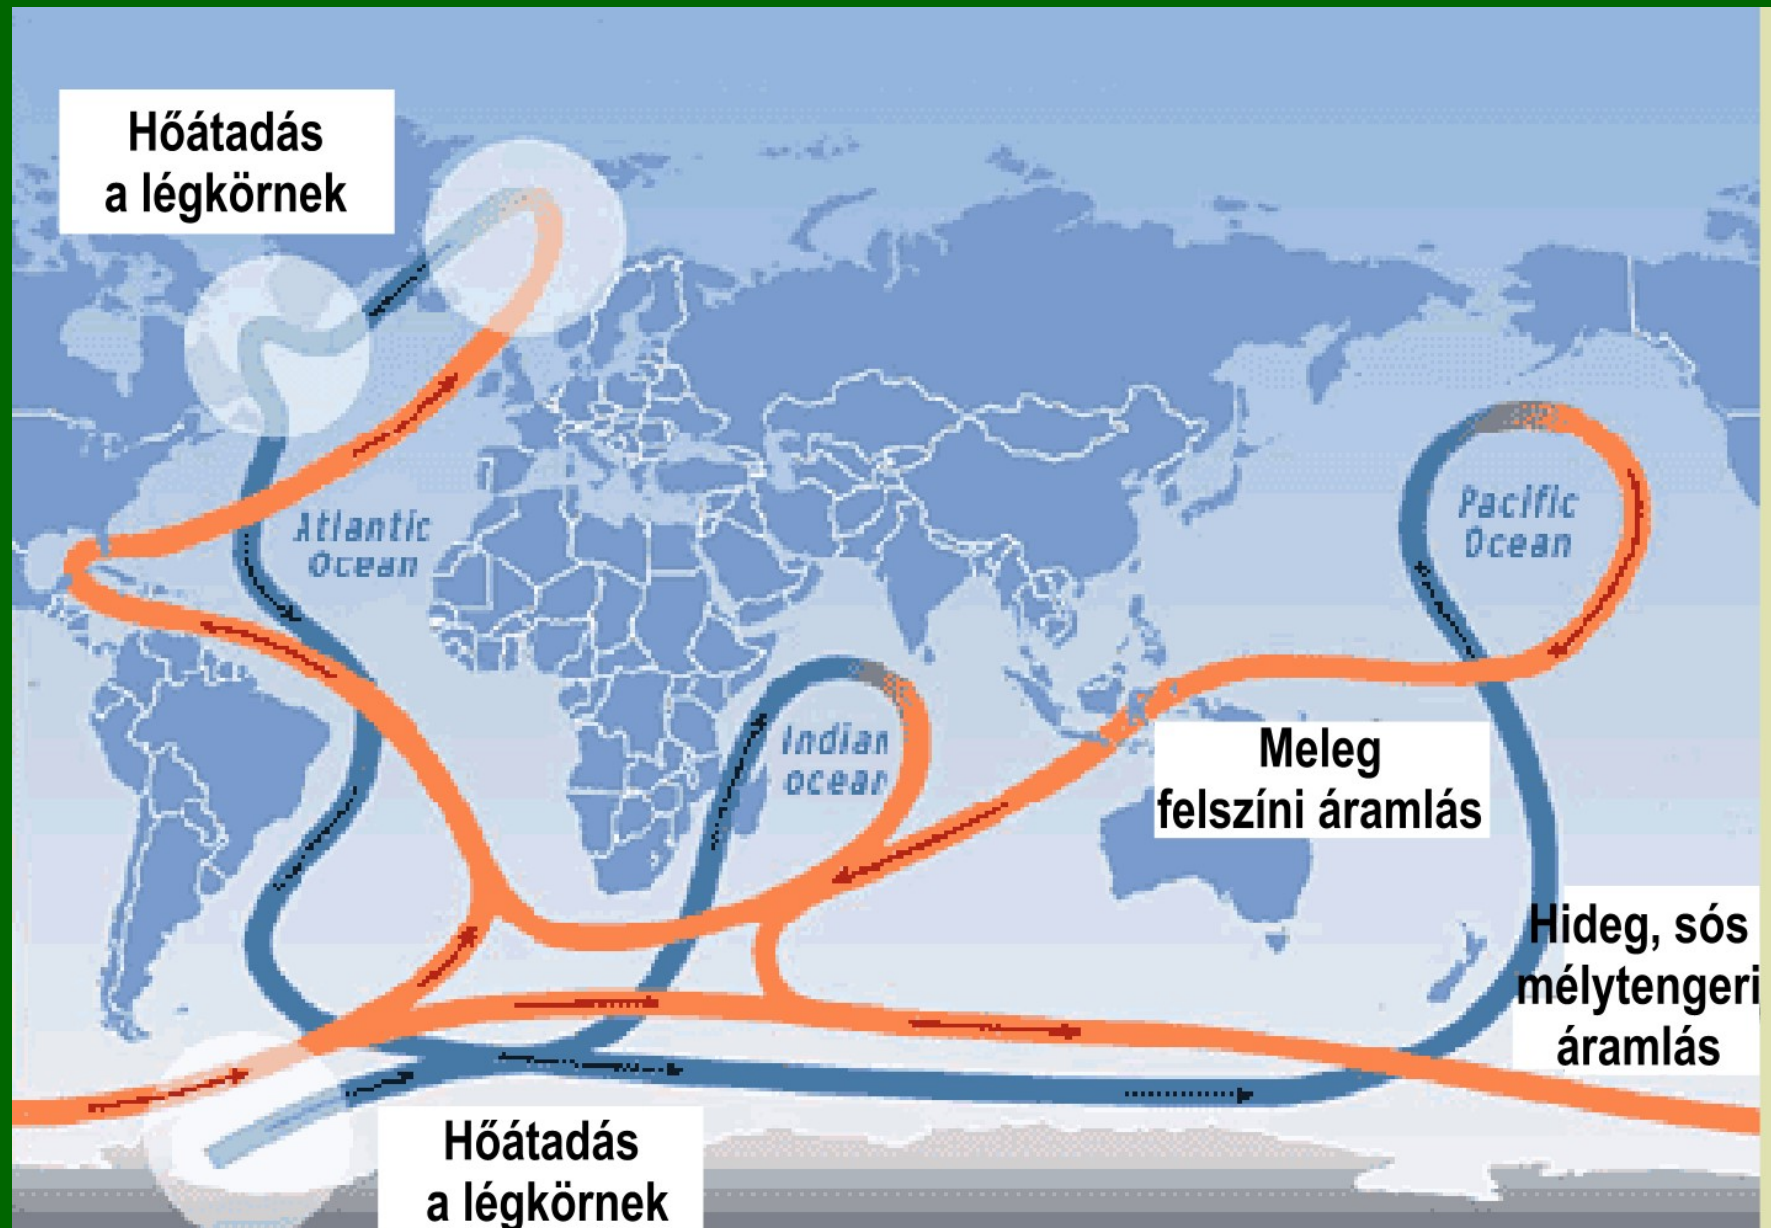 Hőátadás
a légkörnek
Atlantic
Ocean
Pacific
Ocean
Indian
ocean
Meleg
felszíni áramlás
Hideg, sós
mélytengeri
áramlás
Hőátadás
a légkörnek